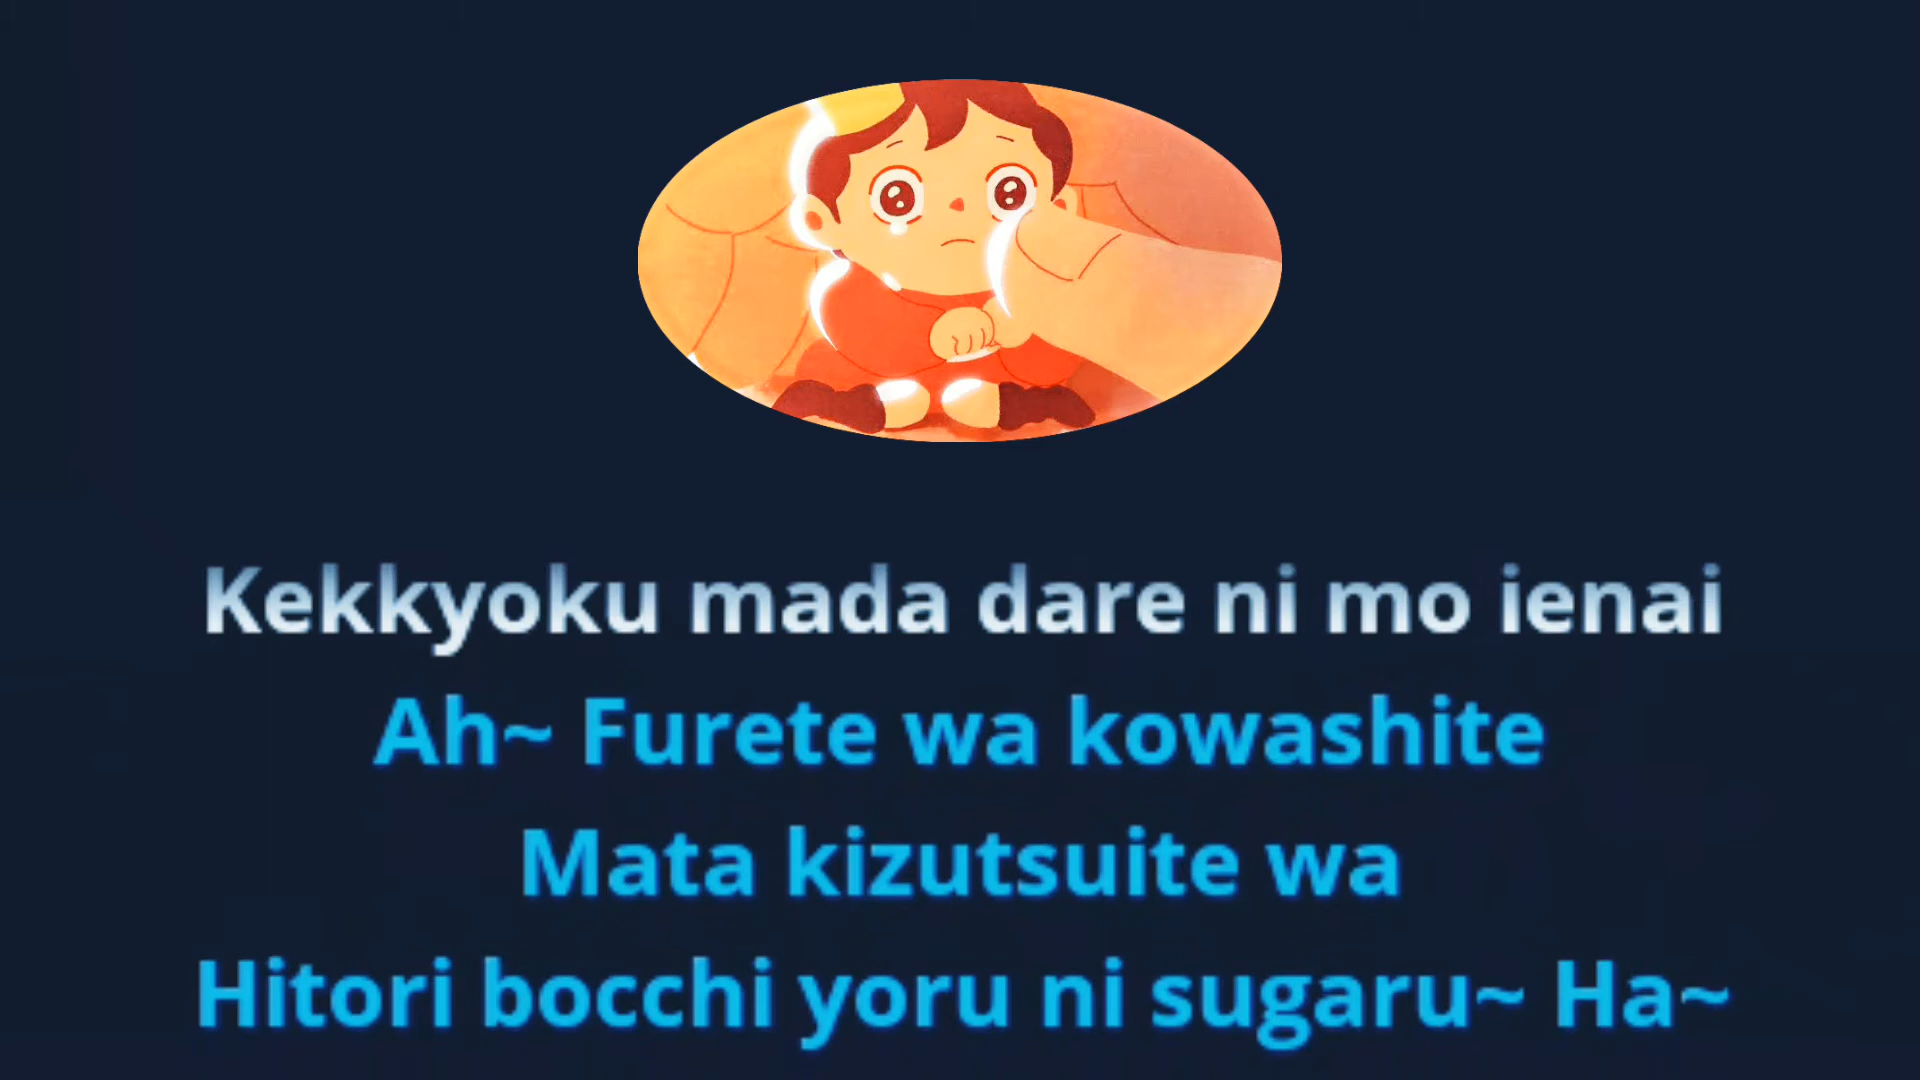 Kekkyoku mada dare ni mo ienai
Ah~ Furete wa kowashite
Mata kizutsuite wa
Hitori bocchi yoru ni sugaru~ Ha~